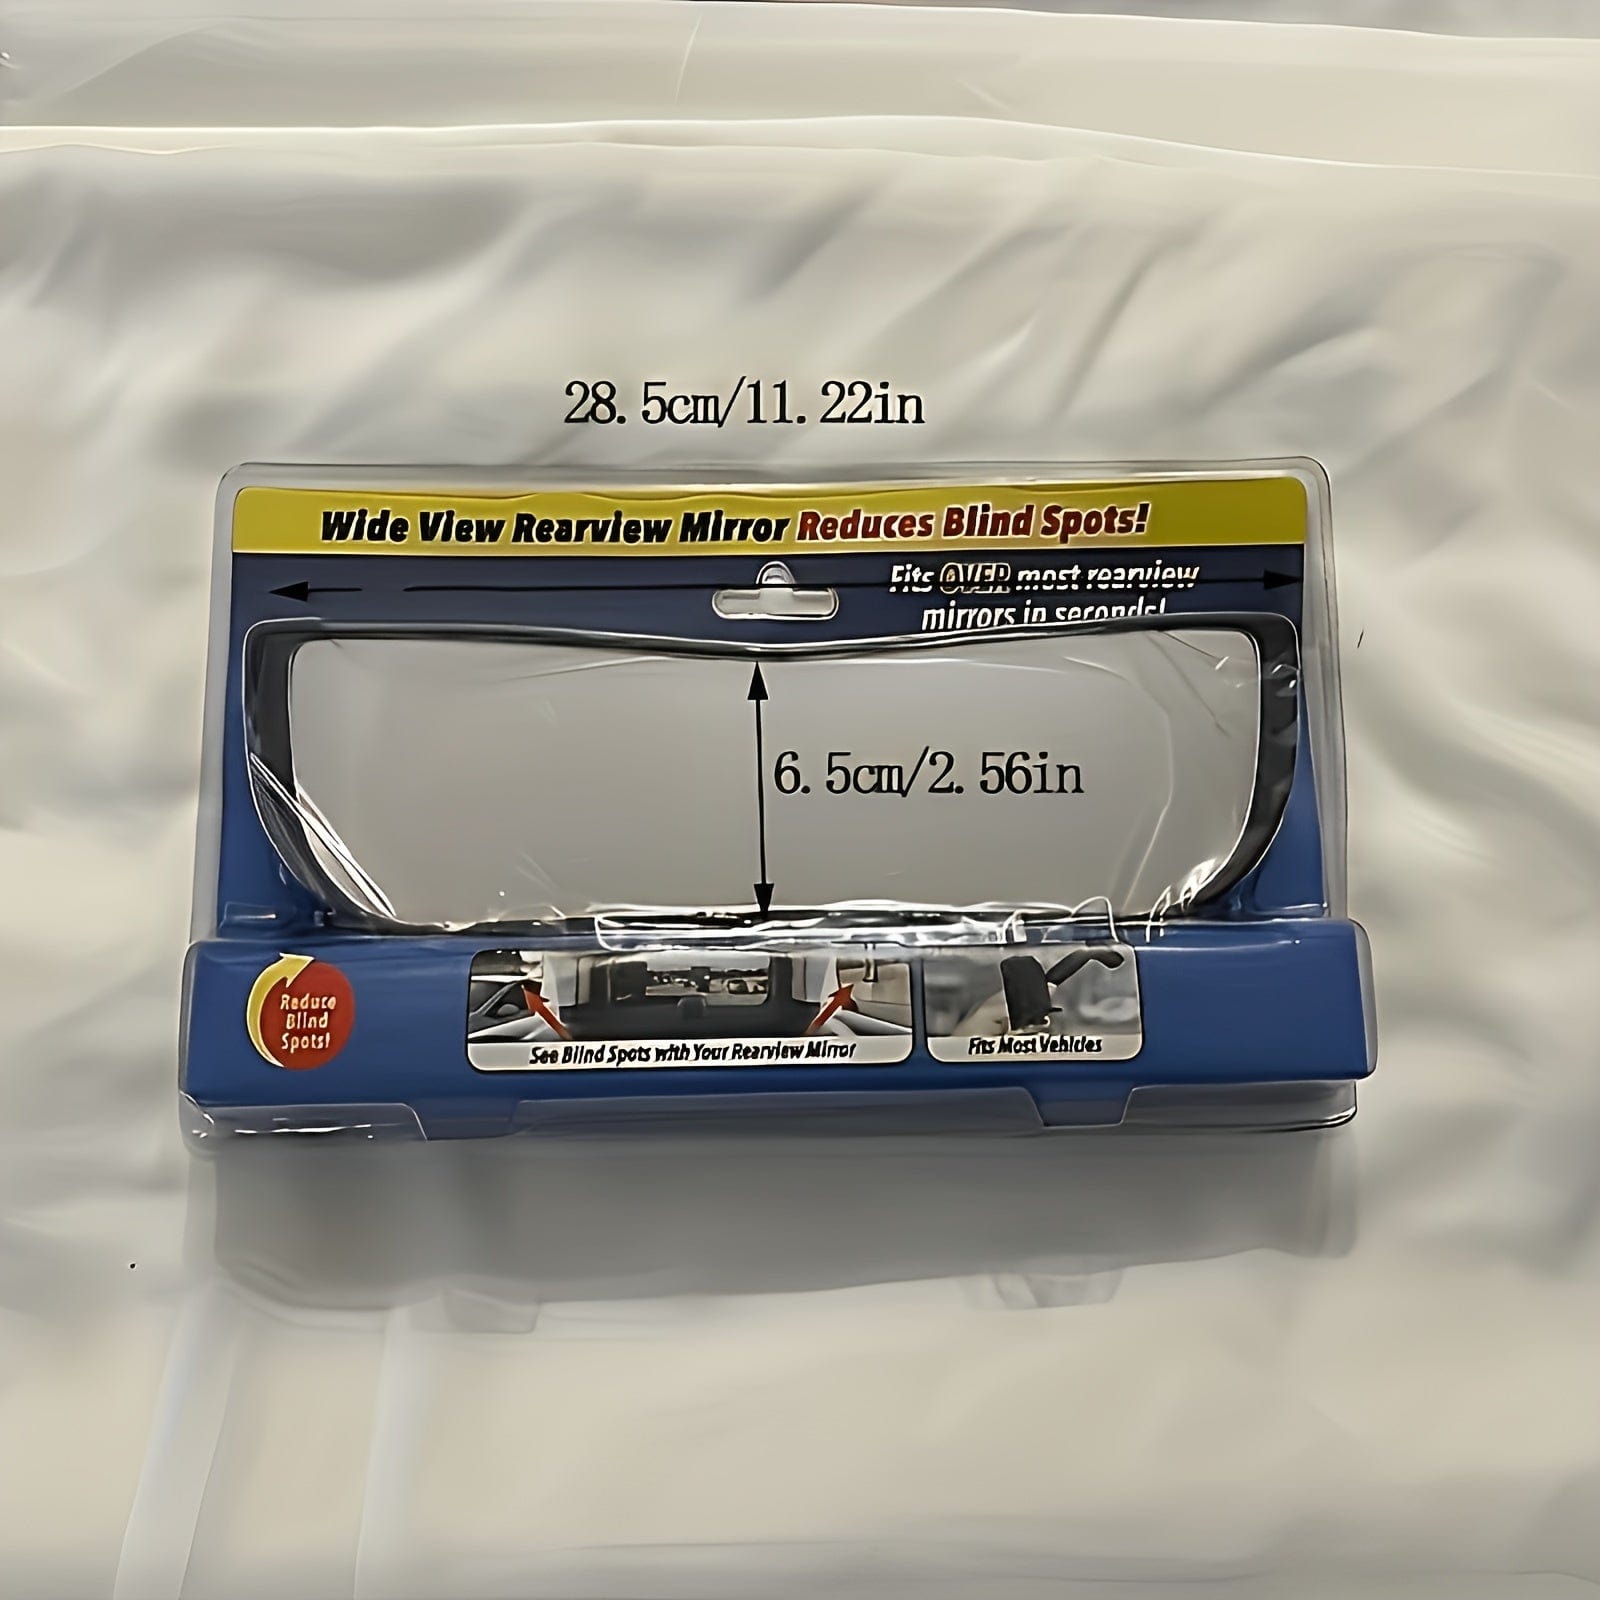 28.5cm/11.22in
Wide View Rearview Mirror Reduces Blind Spots!
Fits OVER most rearview
mirrors in seconds!
6.5cm/2.56in
Reduce
Blind
Spots!
See Blind Spots with Your Rearview Mirror
Fits Most Vehicles